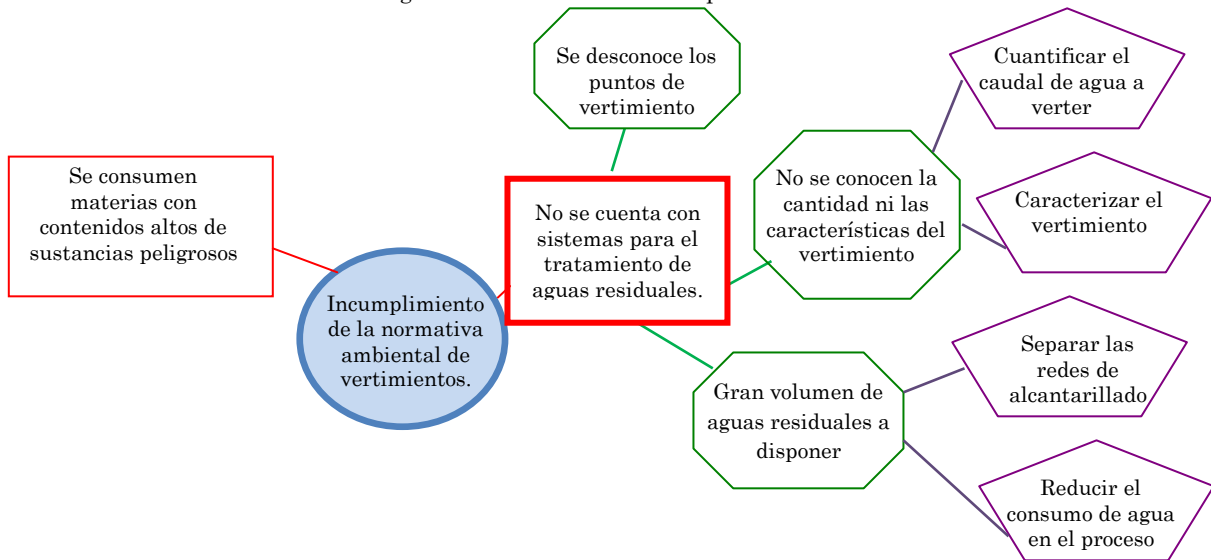 Se desconoce los
puntos de
vertimiento
Cuantificar el
caudal de agua a
verter
Se consumen
materias con
contenidos altos de
sustancias peligrosos
No se cuenta con
sistemas para el
tratamiento de
aguas residuales.
No se conocen la
cantidad ni las
características del
vertimiento
Caracterizar el
vertimiento
Incumplimiento
de la normativa
ambiental de
vertimientos.
Gran volumen de
aguas residuales a
disponer
Separar las
redes de
alcantarillado
Reducir el
consumo de agua
en el proceso